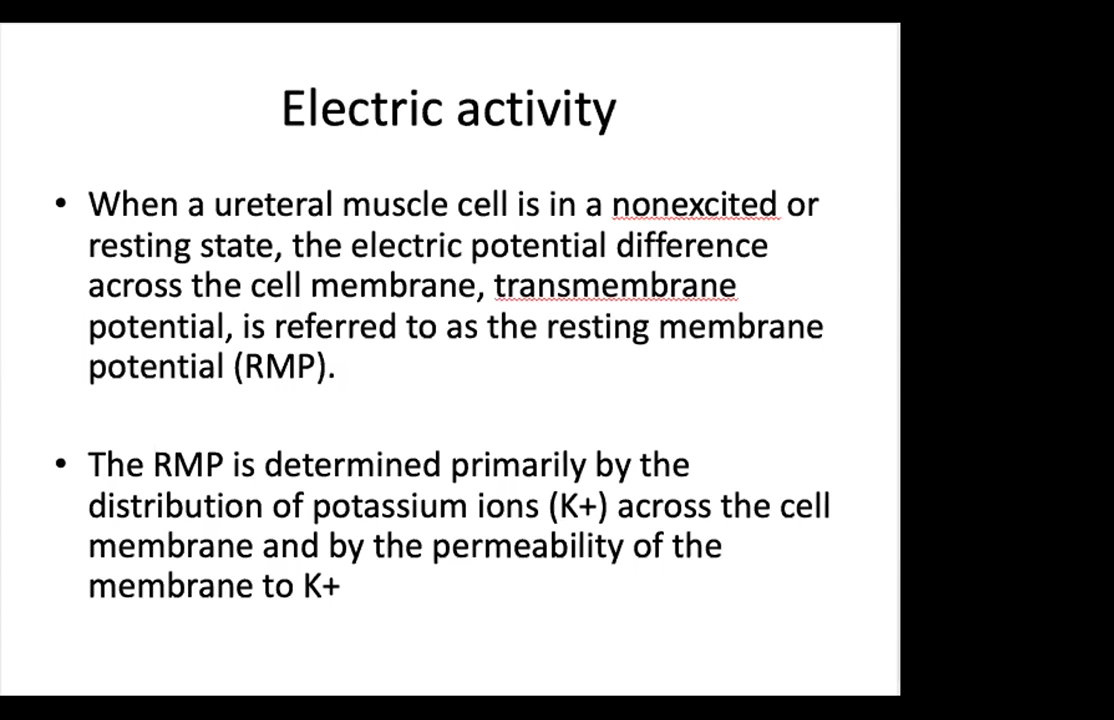 Electric activity
• When a ureteral muscle cell is in a nonexcited or
resting state, the electric potential difference
across the cell membrane, transmembrane
potential, is referred to as the resting membrane
potential (RMP).
• The RMP is determined primarily by the
distribution of potassium ions (K+) across the cell
membrane and by the permeability of the
membrane to K+